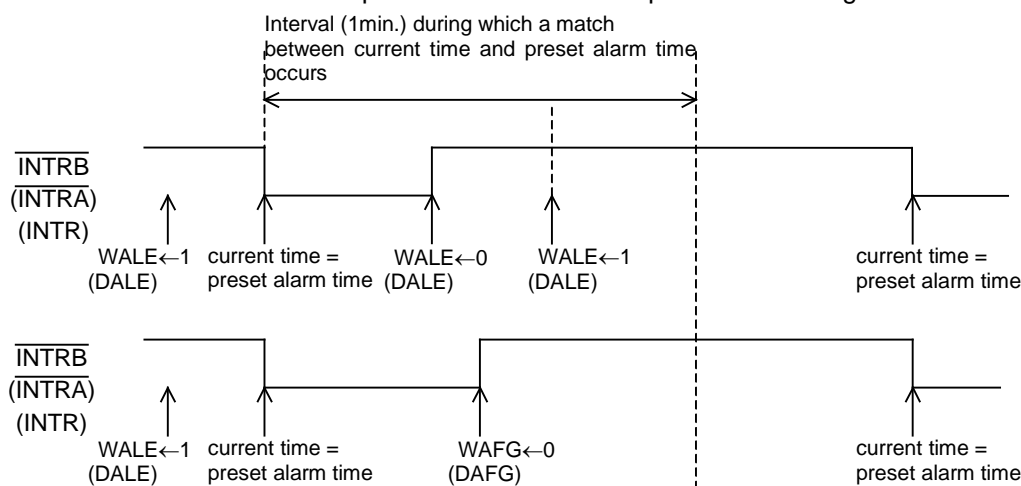 Interval (1min.) during which a match
between current time and preset alarm time
occurs
INTRB
(INTRA)
(INTR)
WALE←1
(DALE)
current time =
preset alarm time
WALE←0
(DALE)
WALE←1
(DALE)
current time =
preset alarm time
INTRB
(INTRA)
(INTR)
WALE←1
(DALE)
current time =
preset alarm time
WAFG←0
(DAFG)
current time =
preset alarm time